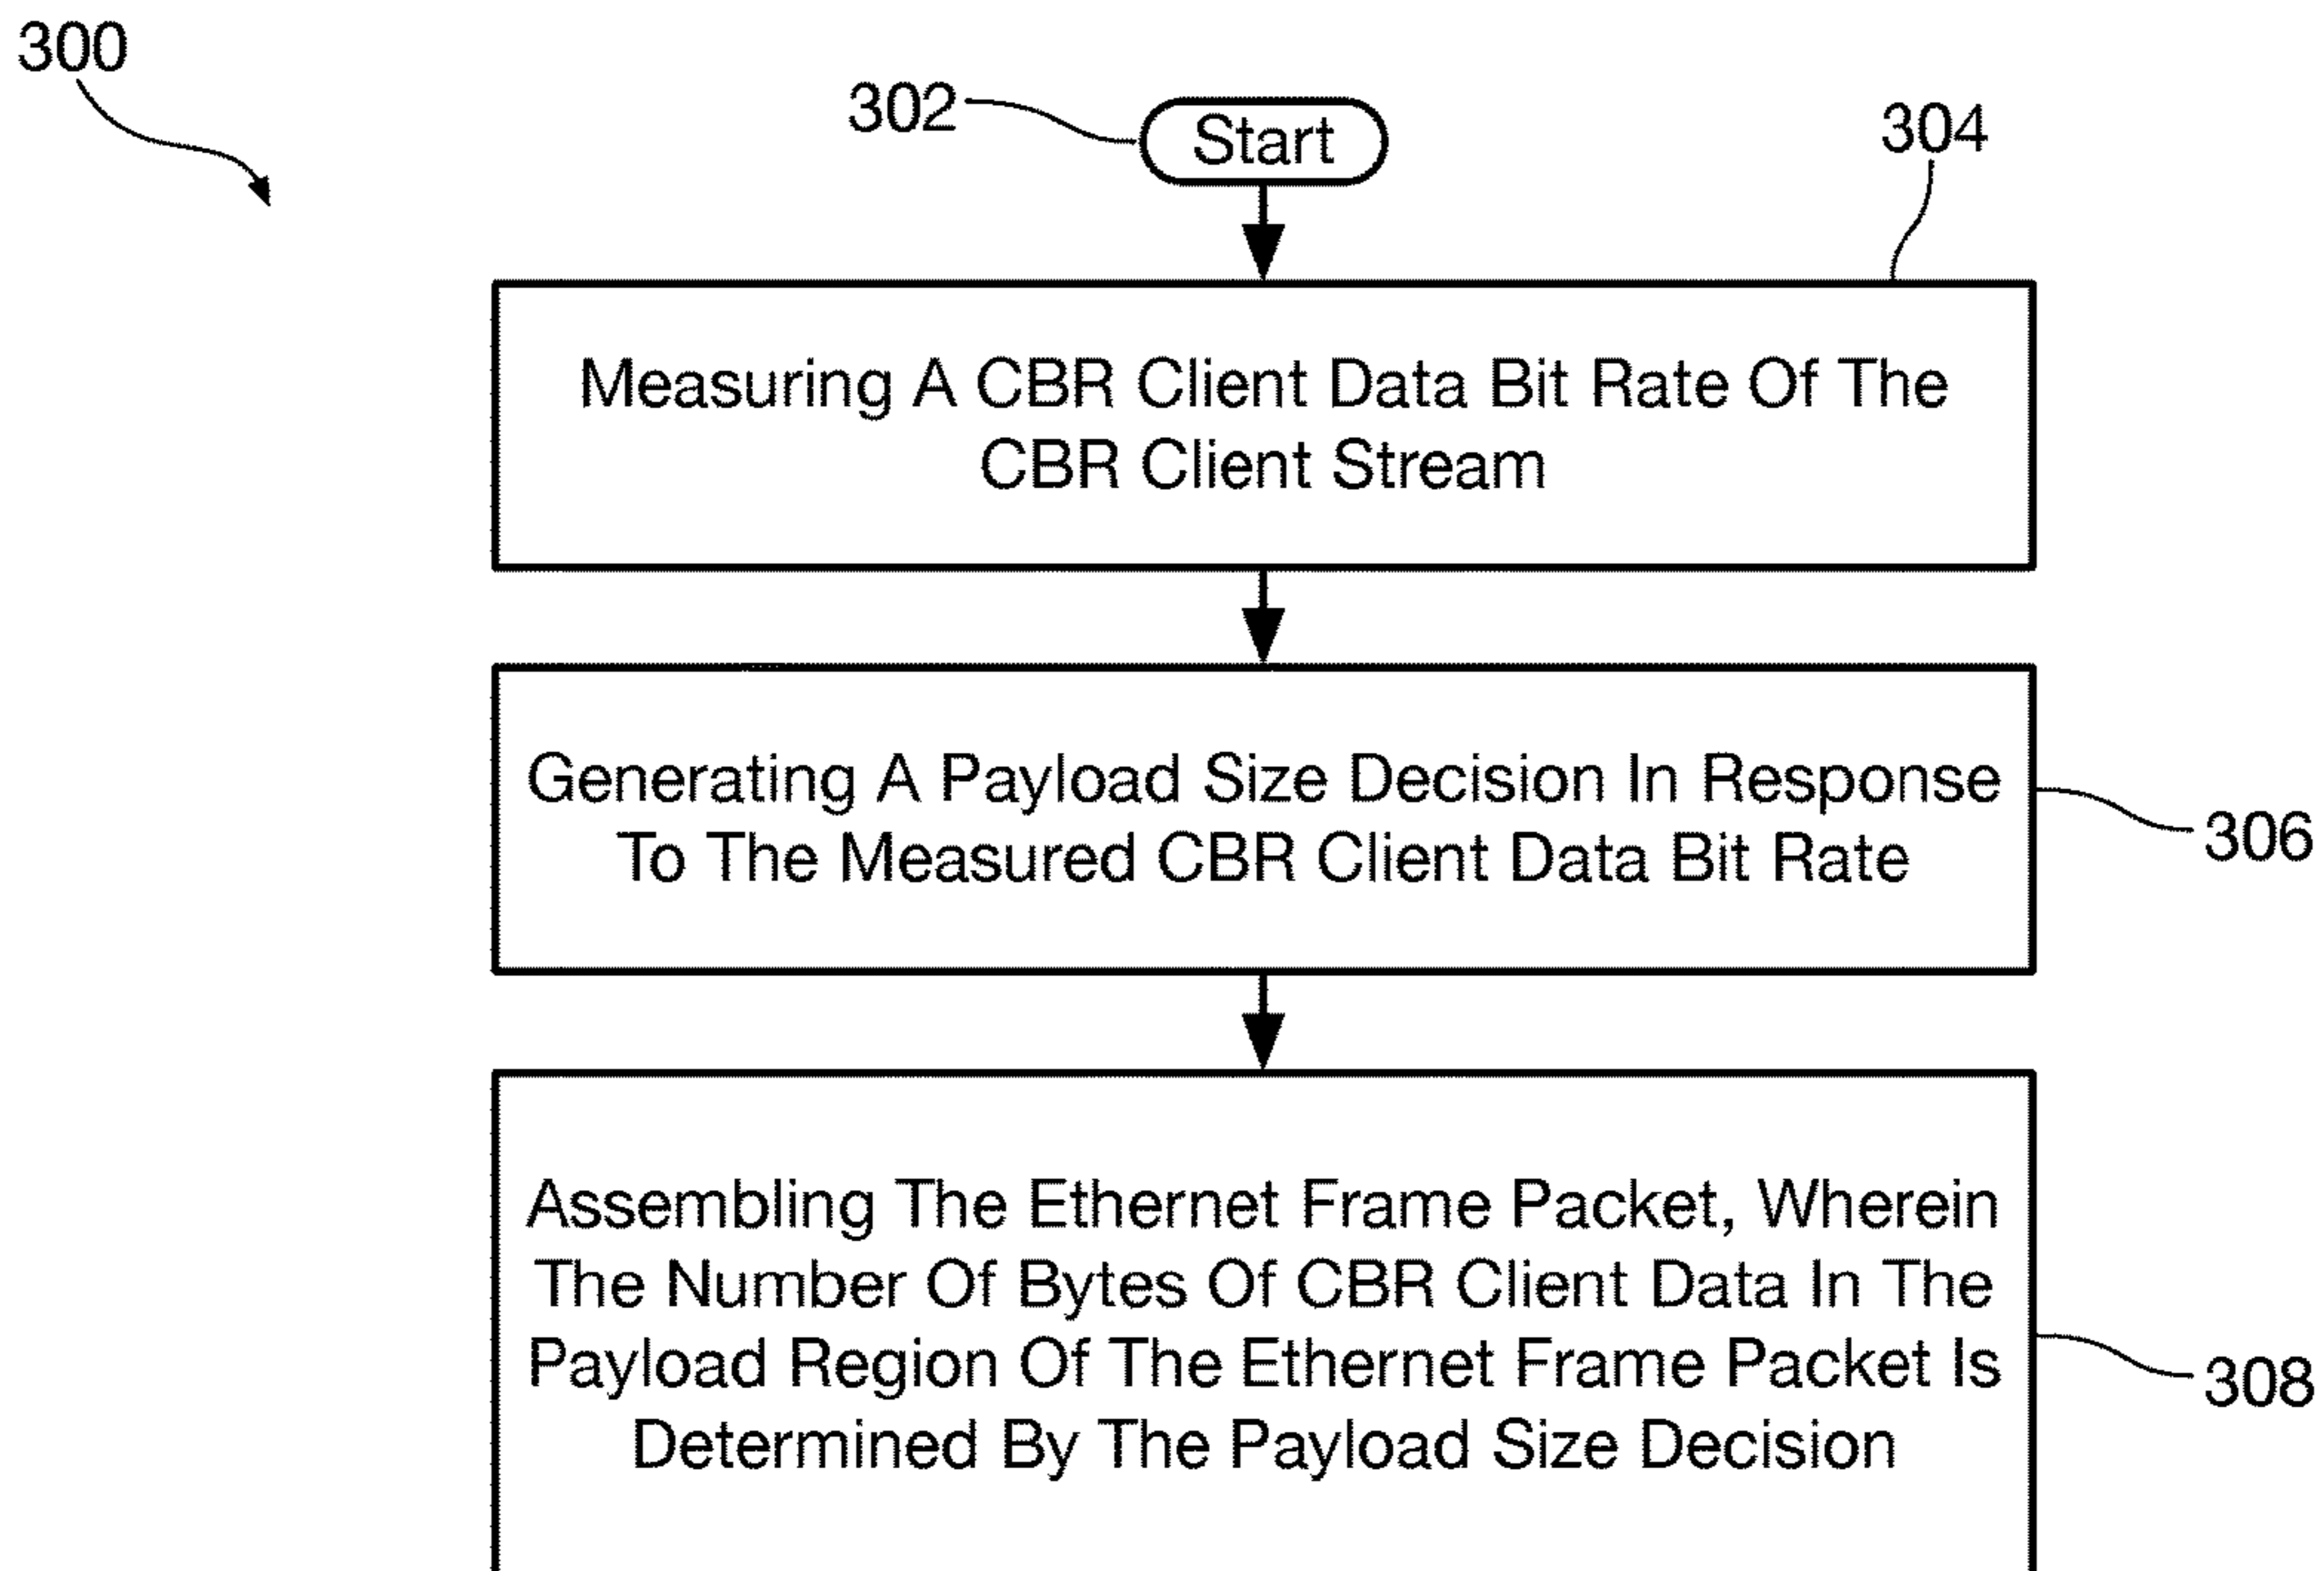 300
302
Start
304
Measuring A CBR Client Data Bit Rate Of The
CBR Client Stream
Generating A Payload Size Decision In Response
To The Measured CBR Client Data Bit Rate
306
Assembling The Ethernet Frame Packet, Wherein
The Number Of Bytes Of CBR Client Data In The
Payload Region Of The Ethernet Frame Packet Is
Determined By The Payload Size Decision
308